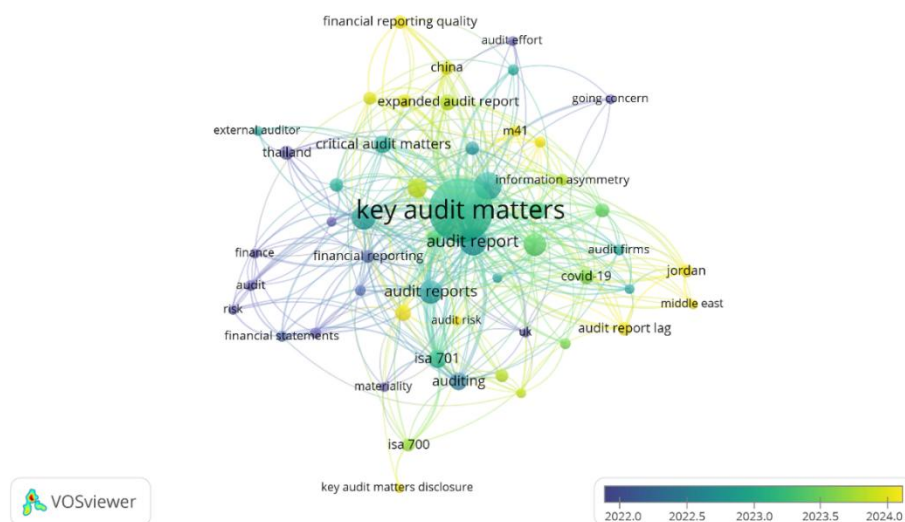 financial reporting quality
audit effort
china
going concern
expanded audit report
m41
external auditor
critical audit matters
thailand
information asymmetry
key audit matters
audit report
audit firms
finance
financial reporting
covid-19
jordan
audit
audit reports
middle east
risk
audit risk
uk
audit report lag
financial statements
isa 701
materiality
auditing
isa 700
key audit matters disclosure
VOSviewer
2022.0 2022.5 2023.0 2023.5 2024.0